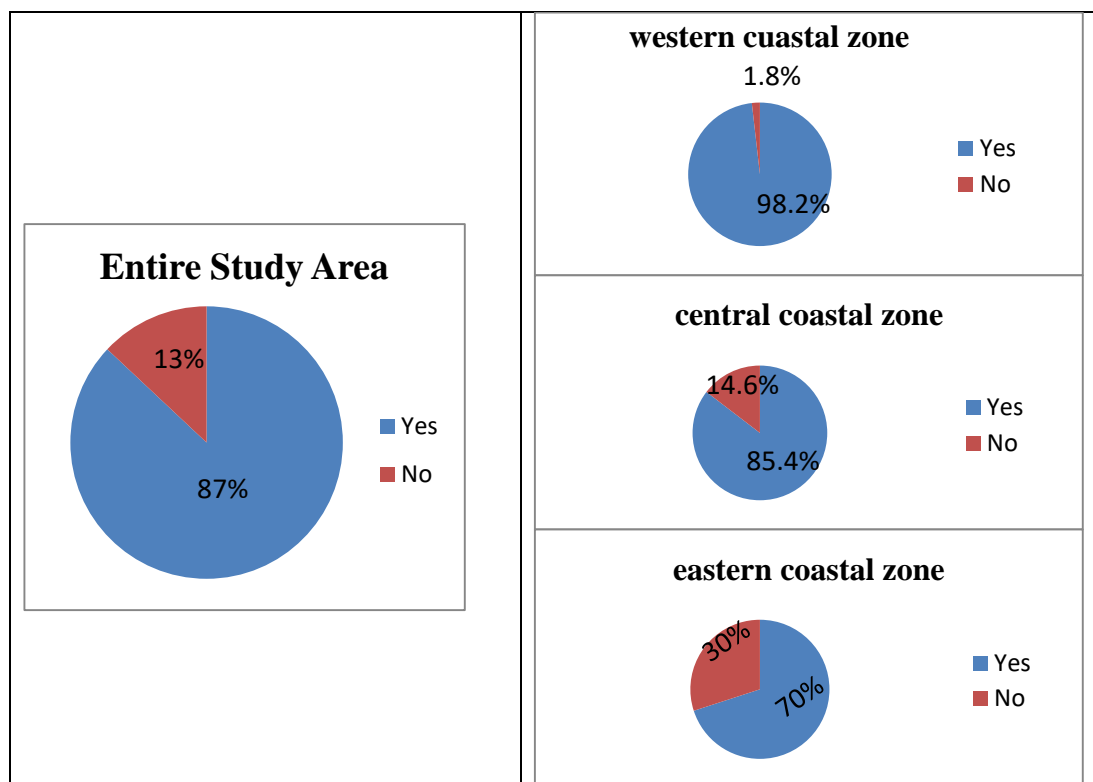 Entire Study Area
13%
87%
Yes
No
western cuastal zone
1.8%
98.2%
Yes
No
central coastal zone
14.6%
85.4%
Yes
No
eastern coastal zone
30%
70%
Yes
No